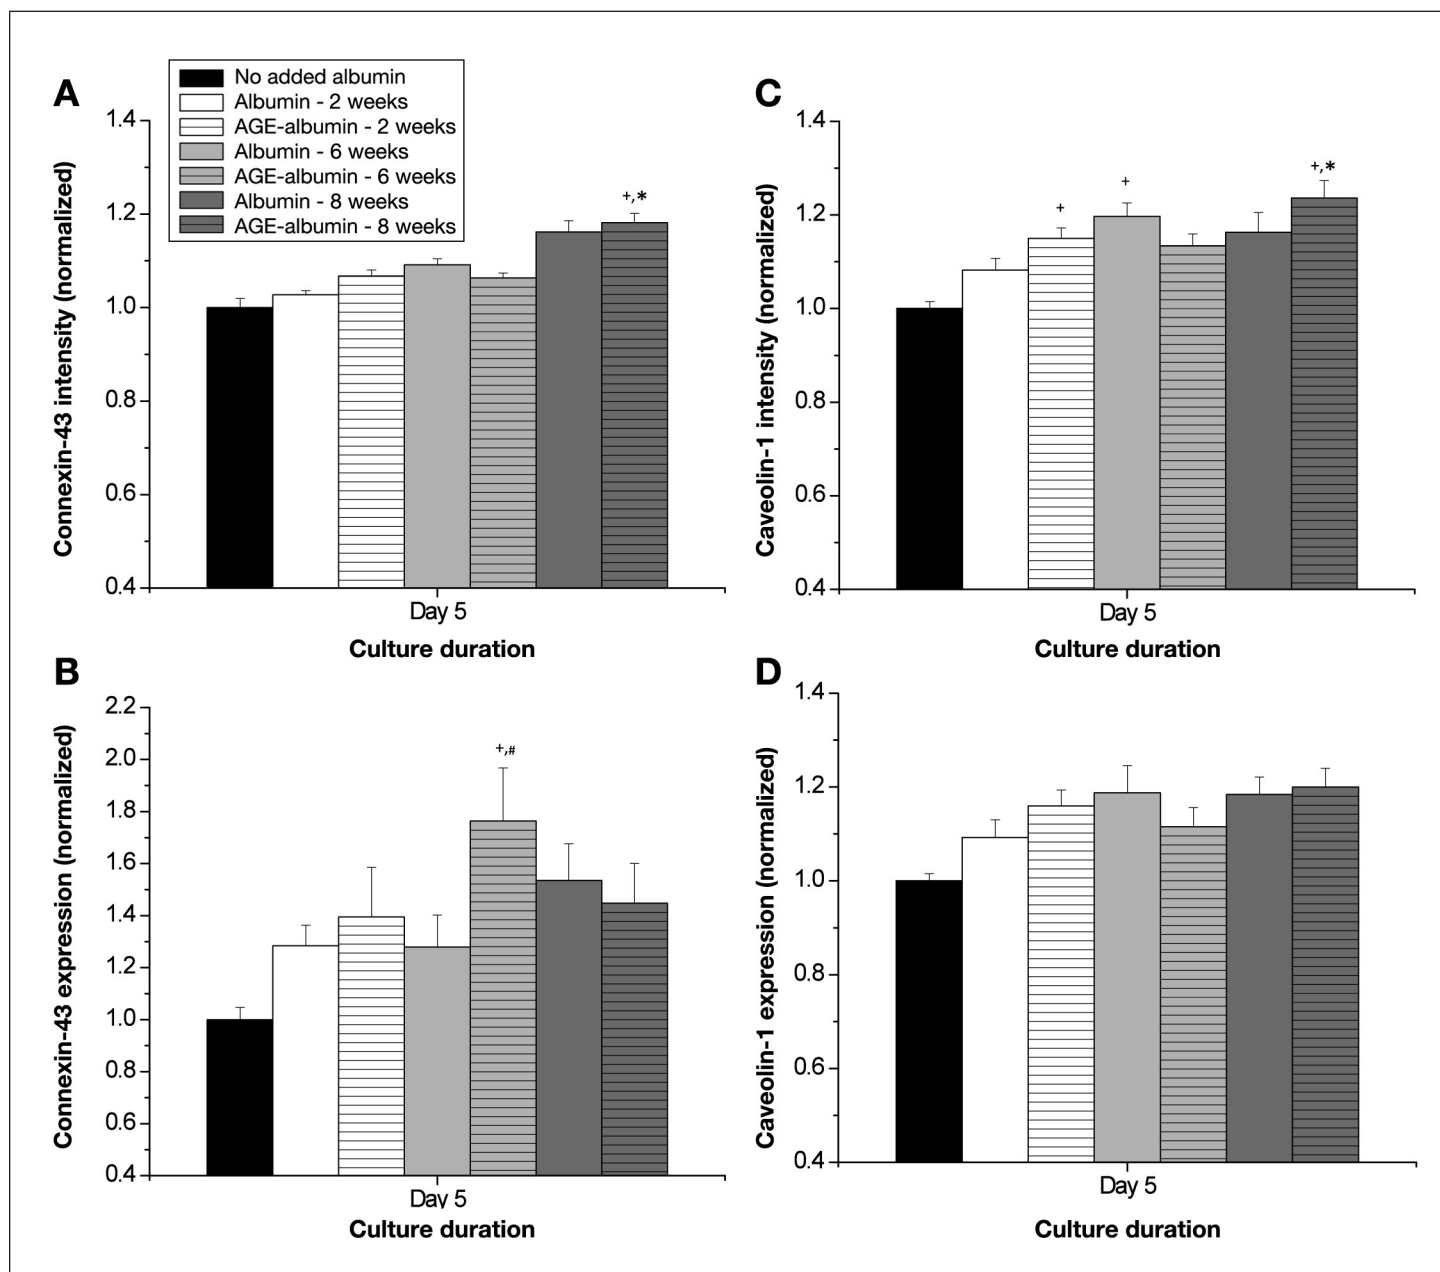 A
No added albumin
Albumin - 2 weeks
AGE-albumin - 2 weeks
Albumin - 6 weeks
AGE-albumin - 6 weeks
Albumin - 8 weeks
AGE-albumin - 8 weeks
Connexin-43 intensity (normalized)
1.4
1.2
1.0
0.8
0.6
0.4
+,*
Day 5
Culture duration
C
Caveolin-1 intensity (normalized)
1.4
1.2
1.0
0.8
0.6
0.4
+
+
+,*
Day 5
Culture duration
B
Connexin-43 expression (normalized)
2.2
2.0
1.8
1.6
1.4
1.2
1.0
0.8
0.6
0.4
+,#
Day 5
Culture duration
D
Caveolin-1 expression (normalized)
1.4
1.2
1.0
0.8
0.6
0.4
Day 5
Culture duration